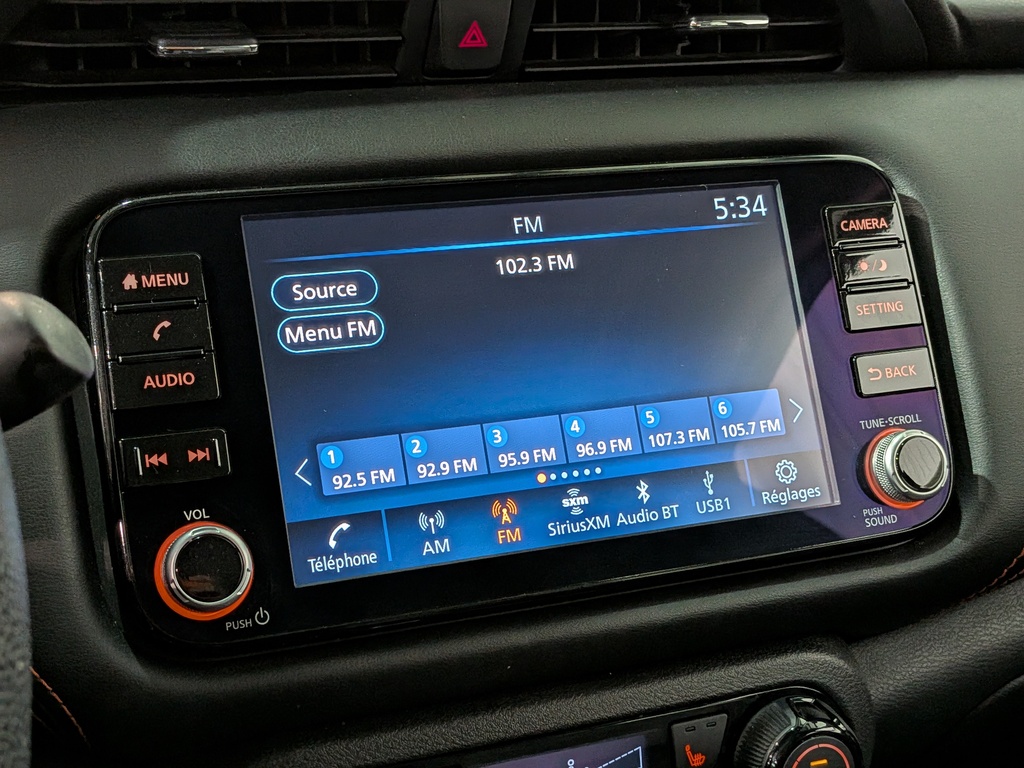 FM
5:34
102.3 FM
Source
Menu FM
1
92.5 FM
2
92.9 FM
3
95.9 FM
4
96.9 FM
5
107.3 FM
6
105.7 FM
Téléphone
AM
FM
sxm
SiriusXM
Audio BT
USB1
Réglages
MENU
AUDIO
VOL
PUSH
CAMERA
SETTING
BACK
TUNE·SCROLL
PUSH
SOUND